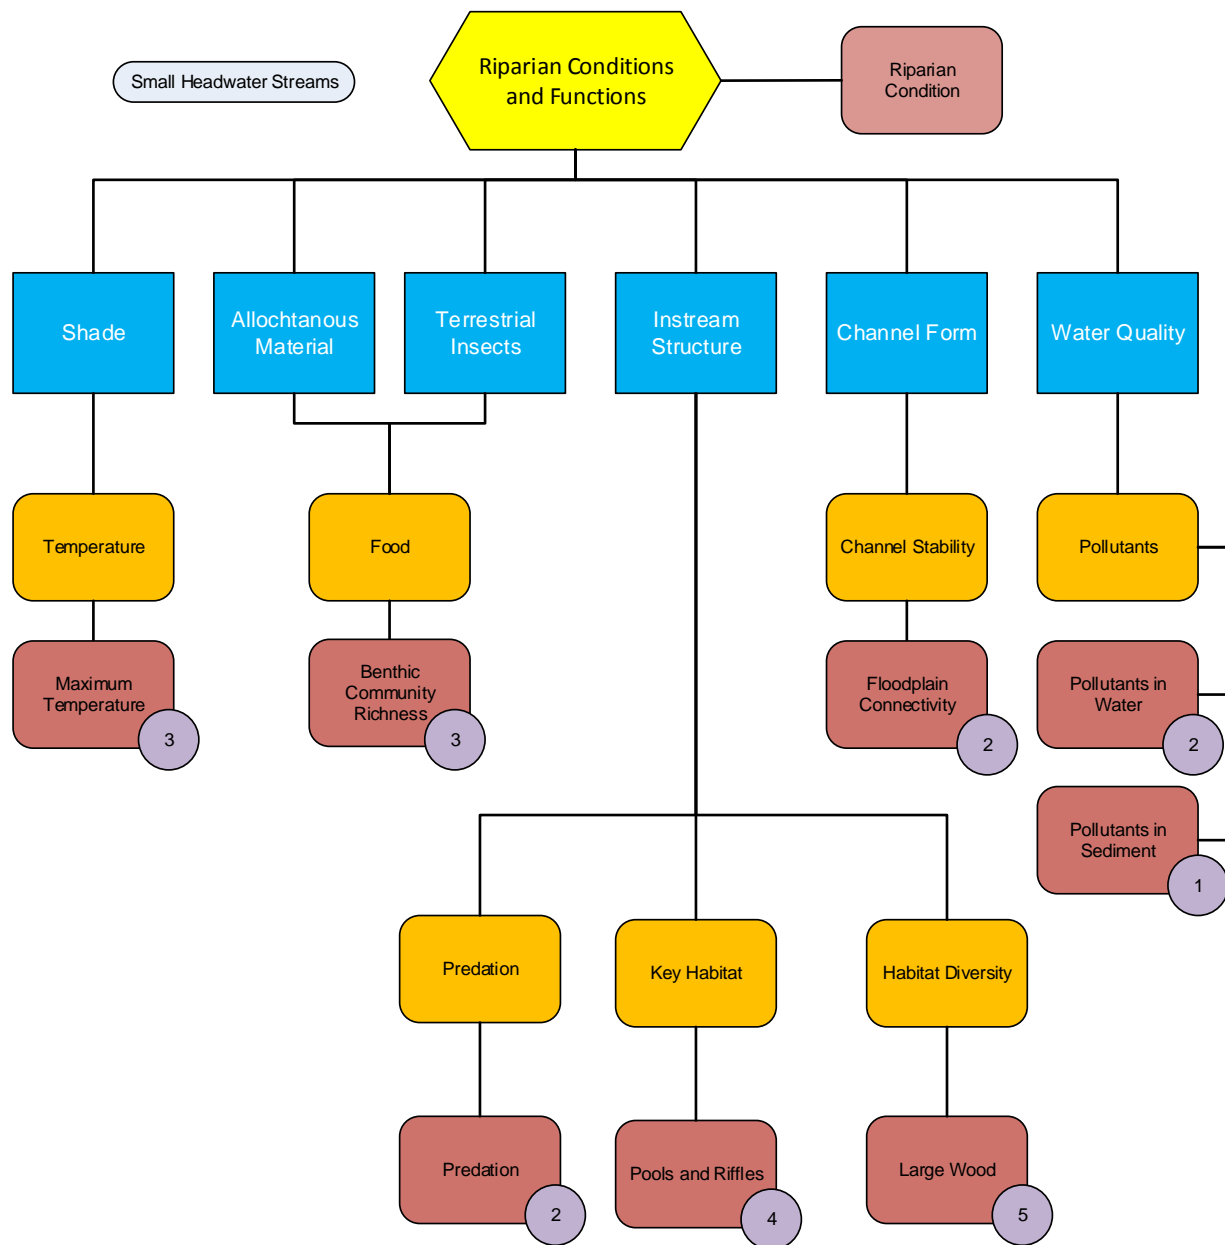 Small Headwater Streams
Riparian Conditions
and Functions
Riparian
Condition
Shade
Allochtanous
Material
Terrestrial
Insects
Instream
Structure
Channel Form
Water Quality
Temperature
Food
Channel Stability
Pollutants
Maximum
Temperature
3
Benthic
Community
Richness
3
Floodplain
Connectivity
2
Pollutants in
Water
2
Pollutants in
Sediment
1
Predation
Key Habitat
Habitat Diversity
Predation
2
Pools and Riffles
4
Large Wood
5